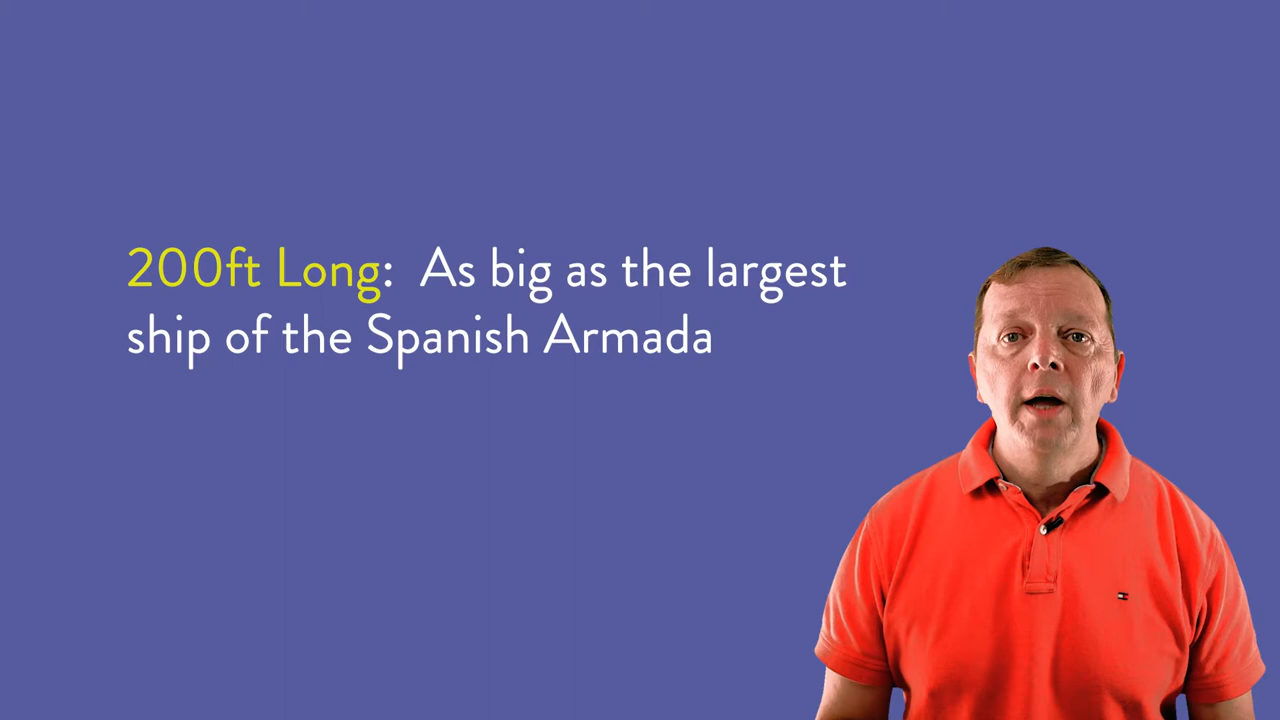 200ft Long: As big as the largest
ship of the Spanish Armada